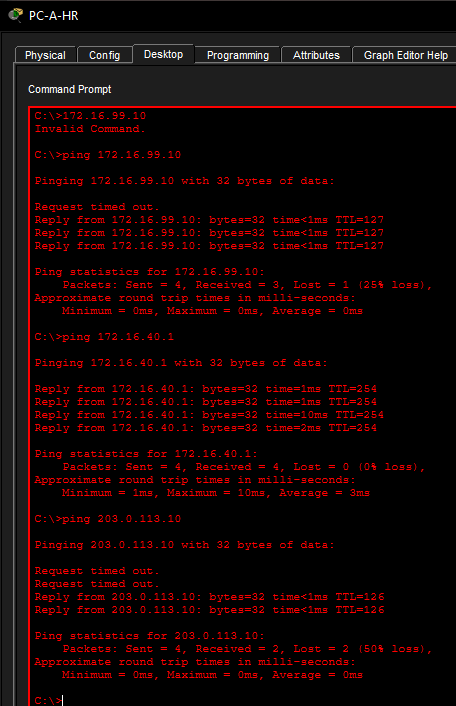 PC-A-HR
Physical Config Desktop Programming Attributes Graph Editor Help
Command Prompt
C:\>172.16.99.10
Invalid Command.
C:\>ping 172.16.99.10
Pinging 172.16.99.10 with 32 bytes of data:
Request timed out.
Reply from 172.16.99.10: bytes=32 time<1ms TTL=127
Reply from 172.16.99.10: bytes=32 time<1ms TTL=127
Reply from 172.16.99.10: bytes=32 time<1ms TTL=127
Ping statistics for 172.16.99.10:
Packets: Sent = 4, Received = 3, Lost = 1 (25% loss),
Approximate round trip times in milli-seconds:
Minimum = 0ms, Maximum = 0ms, Average = 0ms
C:\>ping 172.16.40.1
Pinging 172.16.40.1 with 32 bytes of data:
Reply from 172.16.40.1: bytes=32 time=1ms TTL=254
Reply from 172.16.40.1: bytes=32 time=1ms TTL=254
Reply from 172.16.40.1: bytes=32 time=10ms TTL=254
Reply from 172.16.40.1: bytes=32 time=2ms TTL=254
Ping statistics for 172.16.40.1:
Packets: Sent = 4, Received = 4, Lost = 0 (0% loss),
Approximate round trip times in milli-seconds:
Minimum = 1ms, Maximum = 10ms, Average = 3ms
C:\>ping 203.0.113.10
Pinging 203.0.113.10 with 32 bytes of data:
Request timed out.
Request timed out.
Reply from 203.0.113.10: bytes=32 time<1ms TTL=126
Reply from 203.0.113.10: bytes=32 time<1ms TTL=126
Ping statistics for 203.0.113.10:
Packets: Sent = 4, Received = 2, Lost = 2 (50% loss),
Approximate round trip times in milli-seconds:
Minimum = 0ms, Maximum = 0ms, Average = 0ms
C:\>